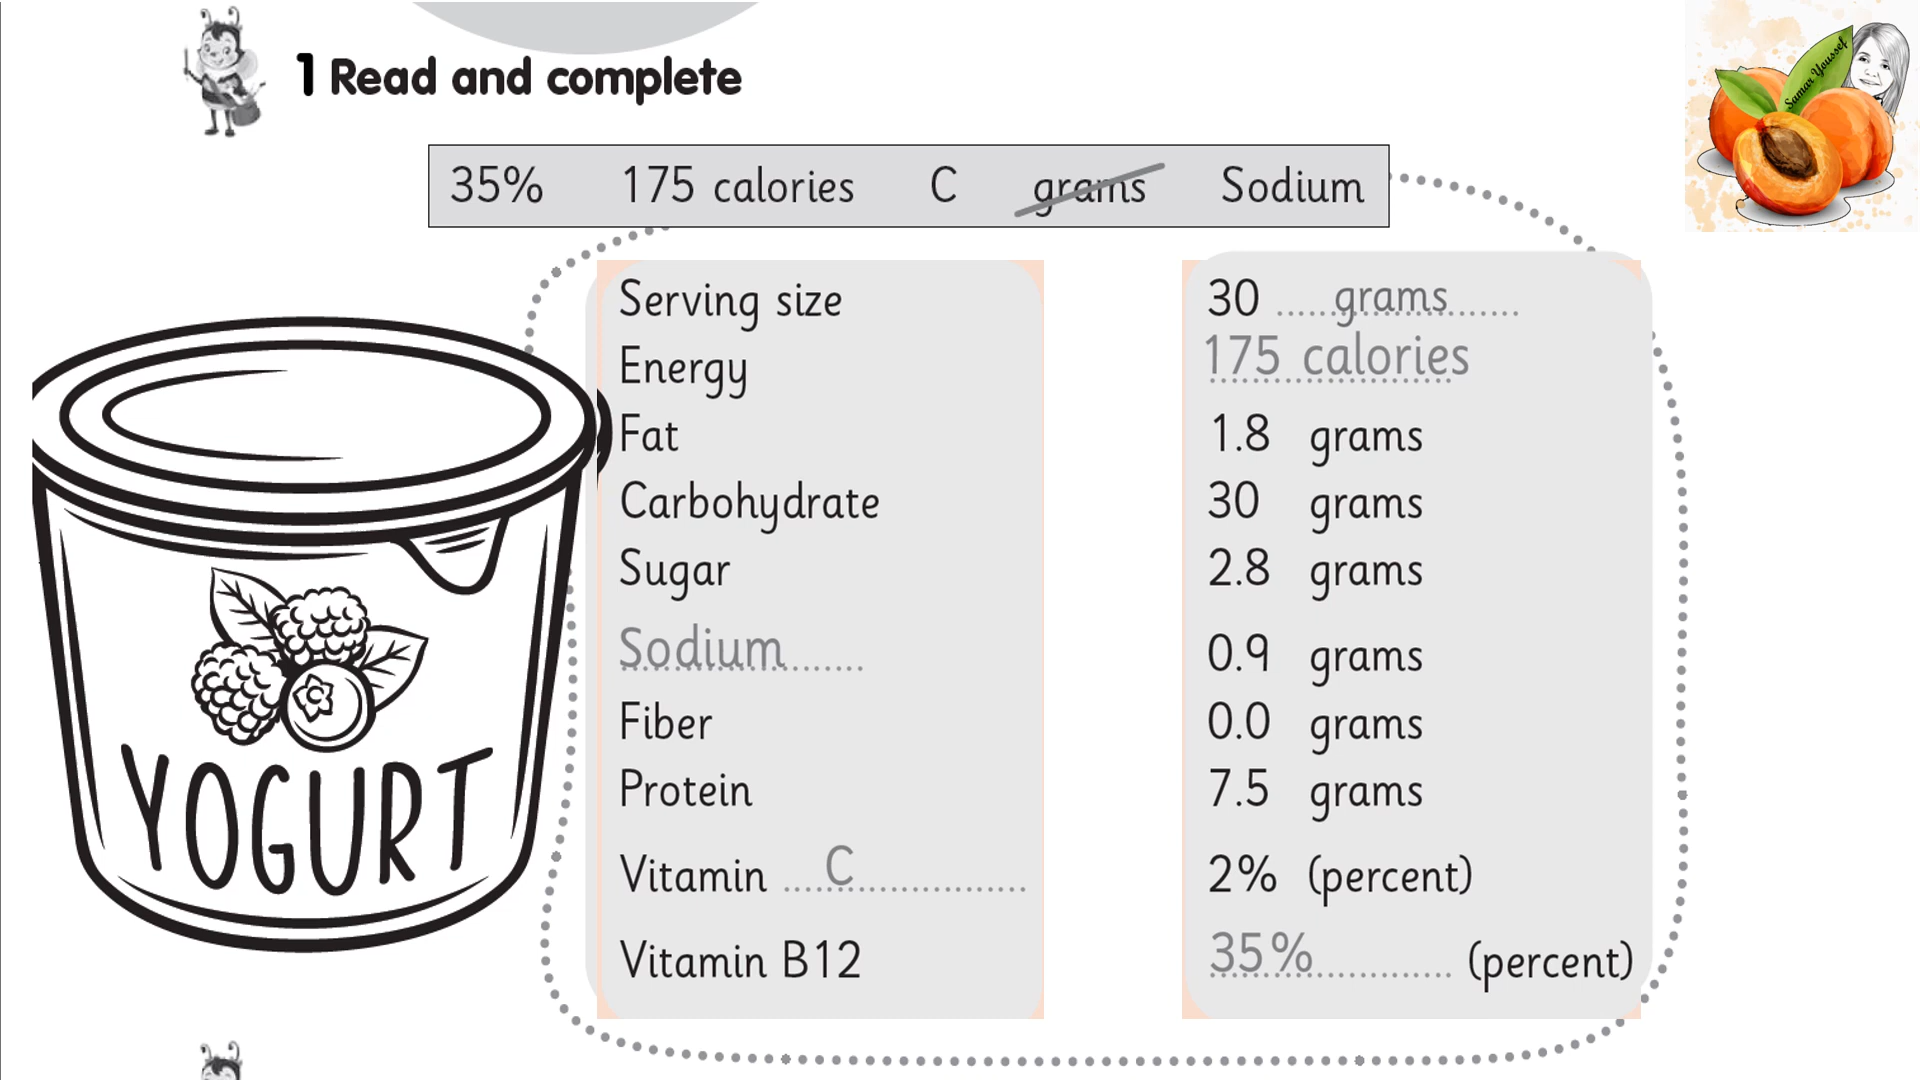 1 Read and complete
Samar Youssef
35% 175 calories C grams Sodium
Serving size 30 grams
Energy 175 calories
Fat 1.8 grams
Carbohydrate 30 grams
Sugar 2.8 grams
Sodium 0.9 grams
Fiber 0.0 grams
Protein 7.5 grams
Vitamin C 2% (percent)
Vitamin B12 35% (percent)
YOGURT